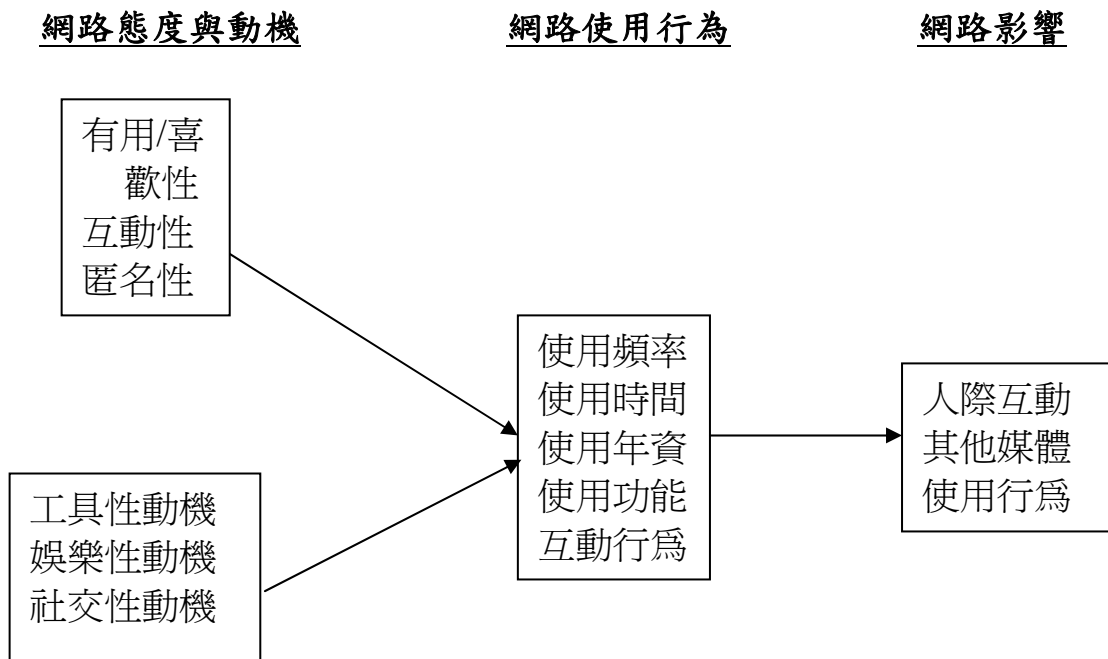 網路態度與動機
網路使用行為
網路影響
有用/喜
歡性
互動性
匿名性
工具性動機
娛樂性動機
社交性動機
使用頻率
使用時間
使用年資
使用功能
互動行爲
人際互動
其他媒體
使用行爲